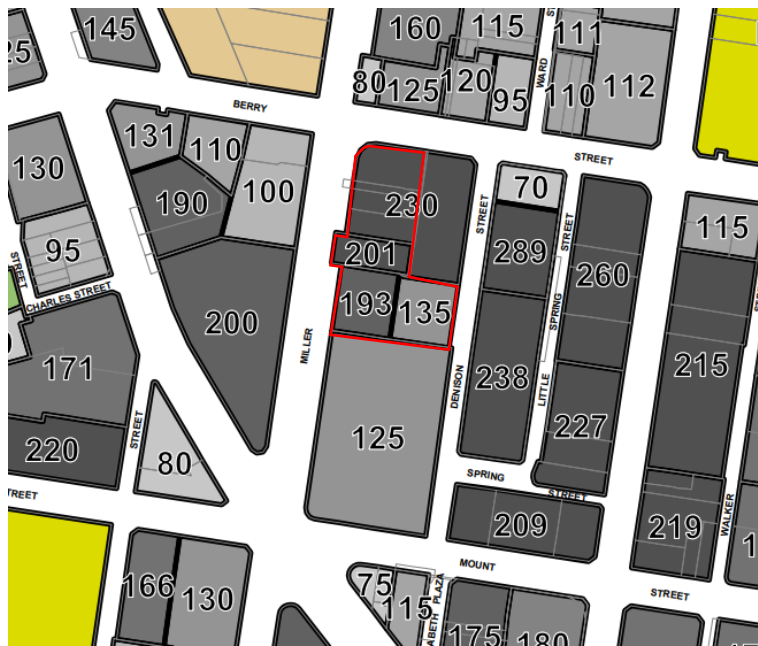 145
160
115
STREET
111
25
80
125
120
95
WARD
110
112
BERRY
131
110
130
100
STREET
190
230
70
STREET
STREET
115
95
201
289
260
STREET
CHARLES STREET
193
135
SPRING
200
MILLER
215
171
238
DENISON
LITTLE
125
227
STREET
220
80
SPRING
STREET
209
219
WALKER
MOUNT
166
130
75
115
PLAZA
STREET
175
180